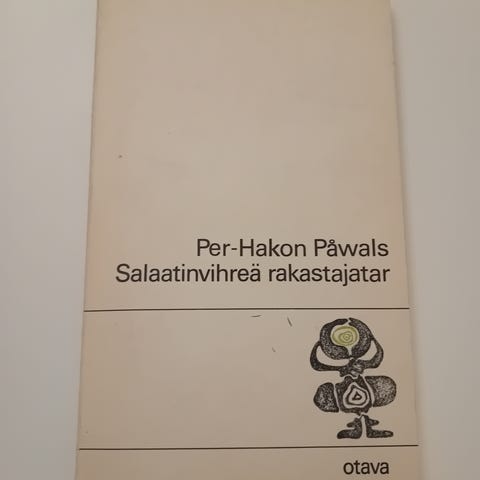 Per-Hakon Påwals
Salaatinvihreä rakastajatar
otava